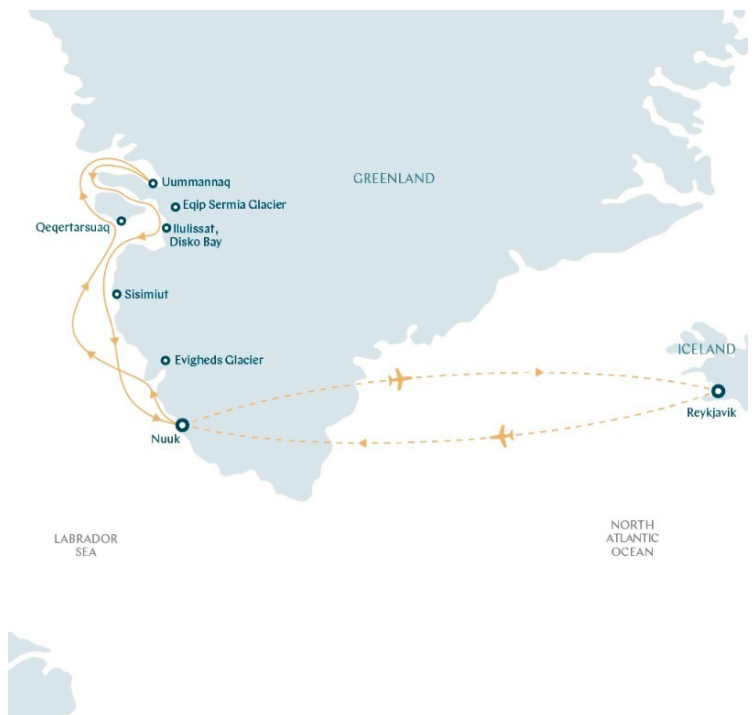 GREENLAND
Uummannaq
Eqip Sermia Glacier
Qeqertarsuaq
Ilulissat,
Disko Bay
Sisimiut
ICELAND
Evigheds Glacier
Reykjavik
Nuuk
LABRADOR
SEA
NORTH
ATLANTIC
OCEAN